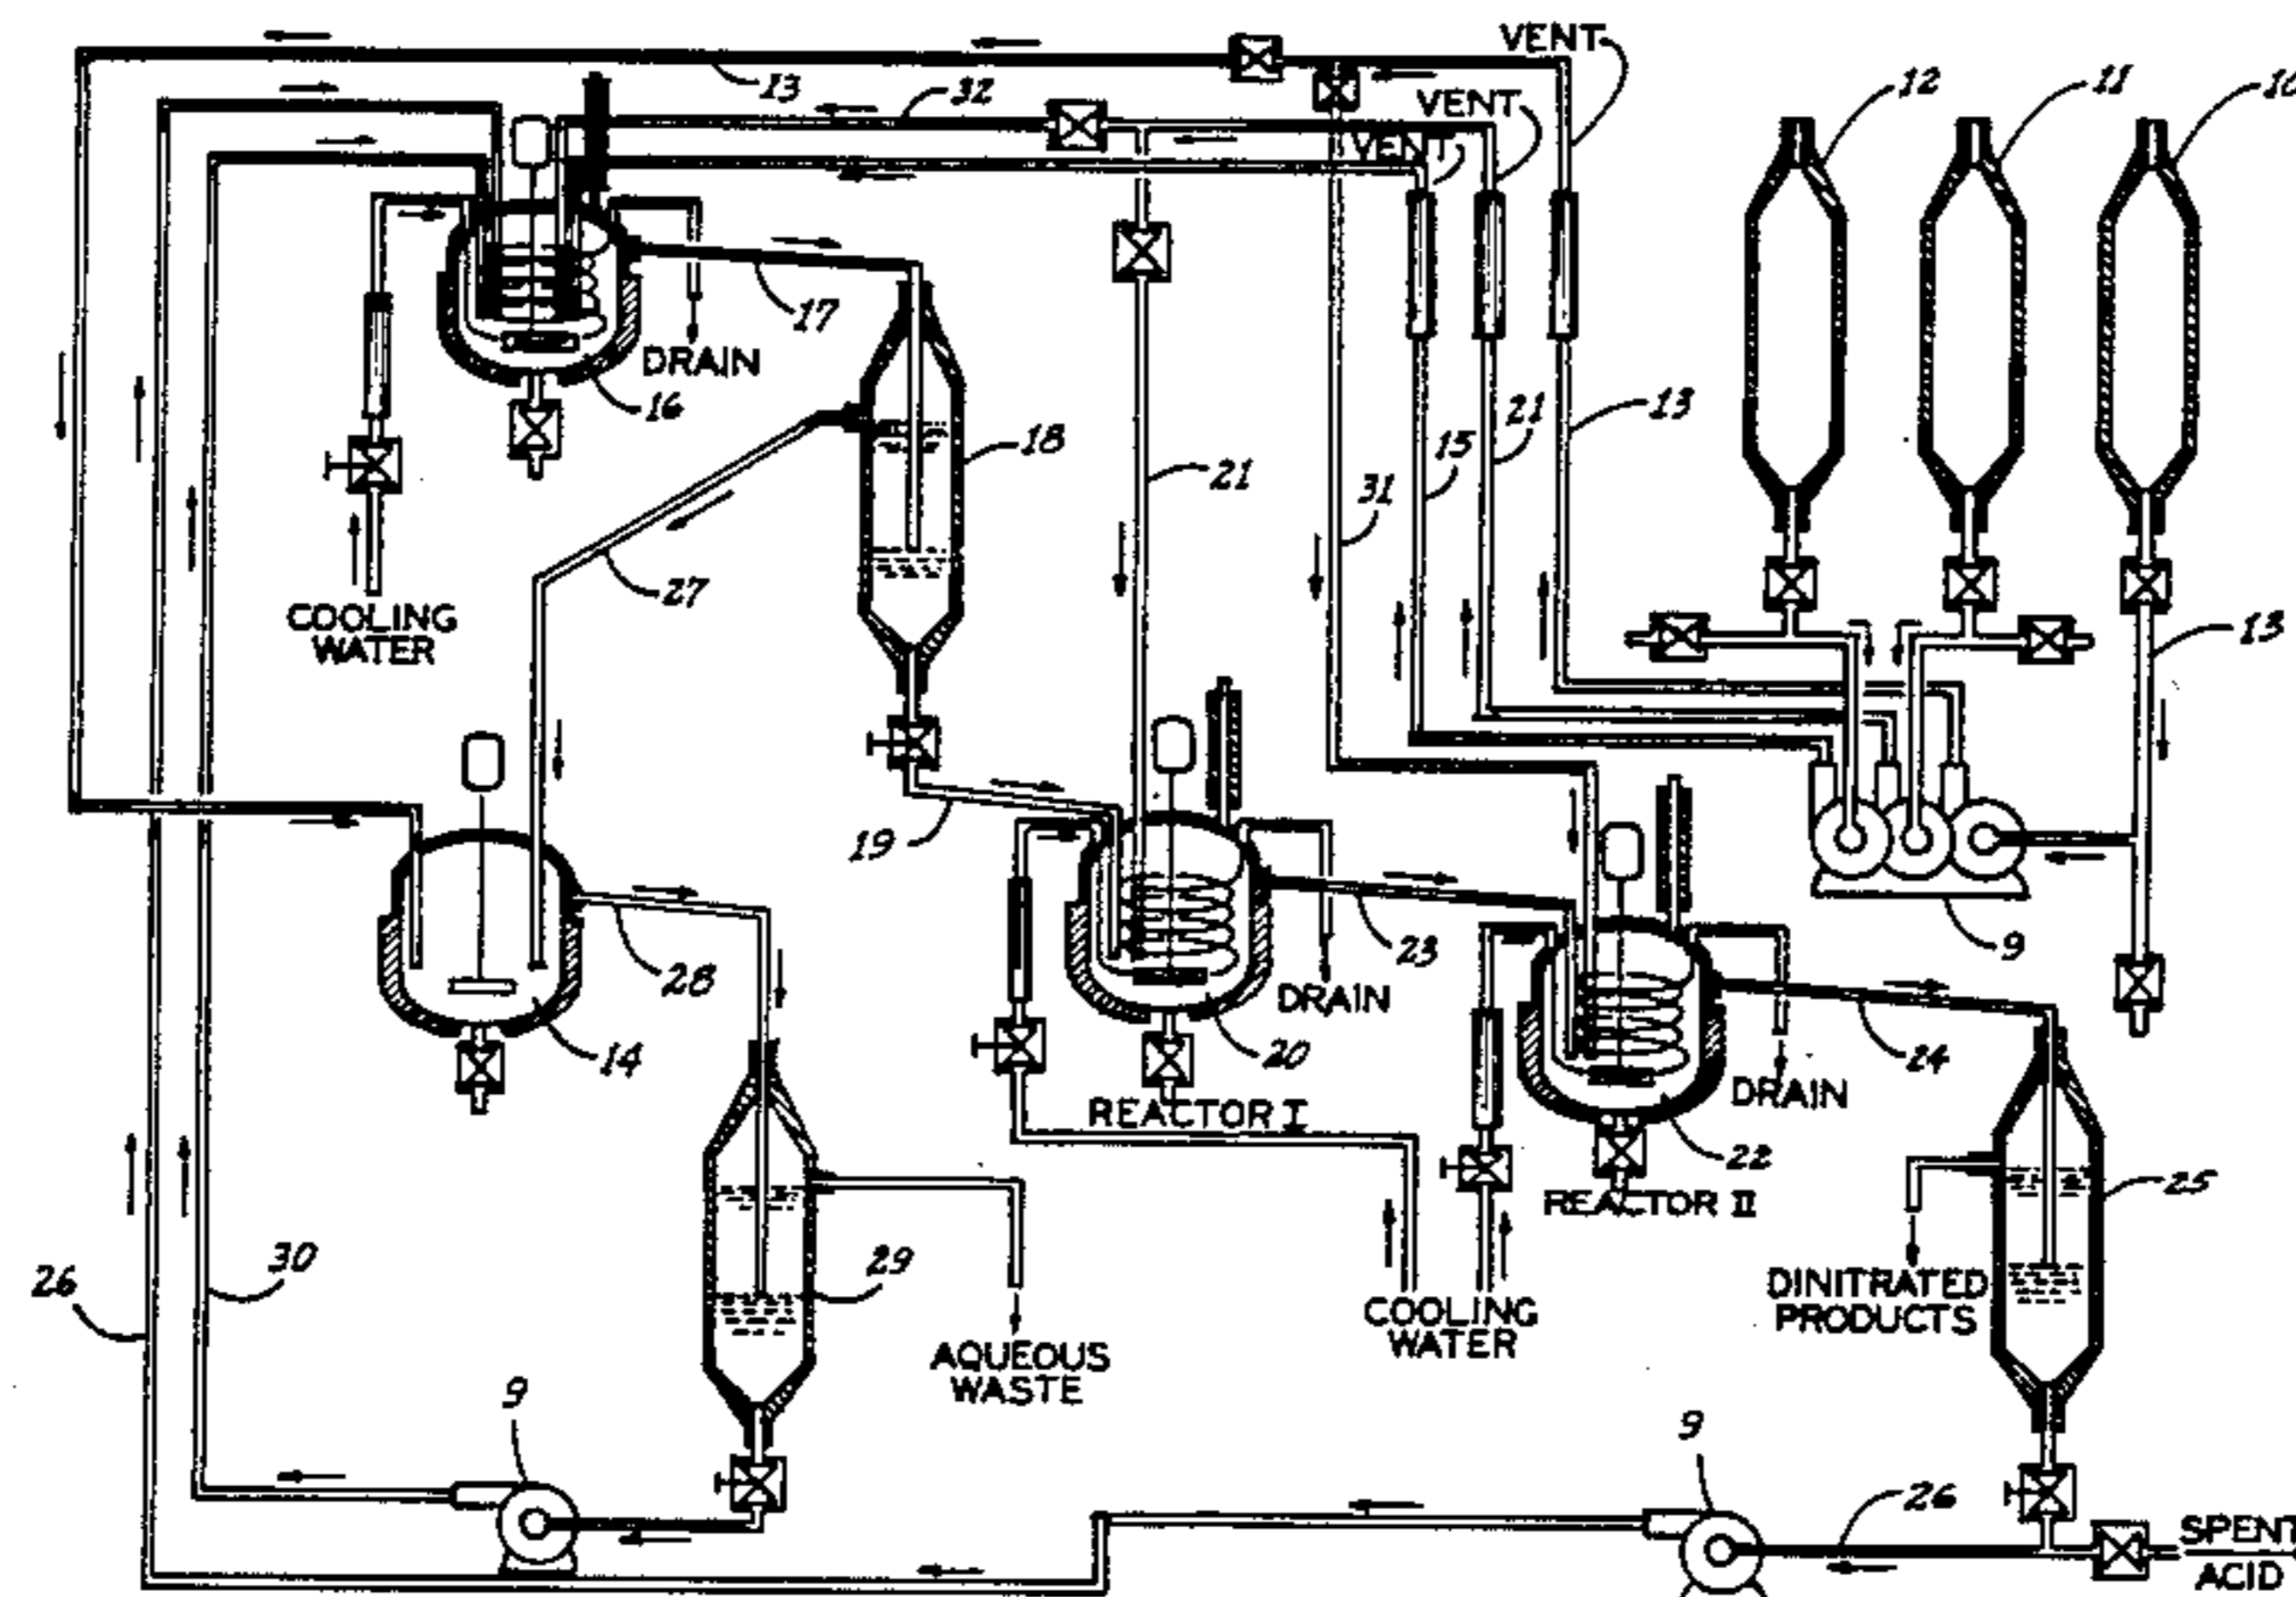 VENT
12
11
10
13
32
VENT
VENT
17
DRAIN
16
18
15
21
13
21
31
27
COOLING
WATER
13
19
23
9
28
DRAIN
14
20
24
REACTOR I
DRAIN
22
REACTOR II
25
26
30
29
DINITRATED
PRODUCTS
COOLING
WATER
AQUEOUS
WASTE
9
9
26
SPENT
ACID